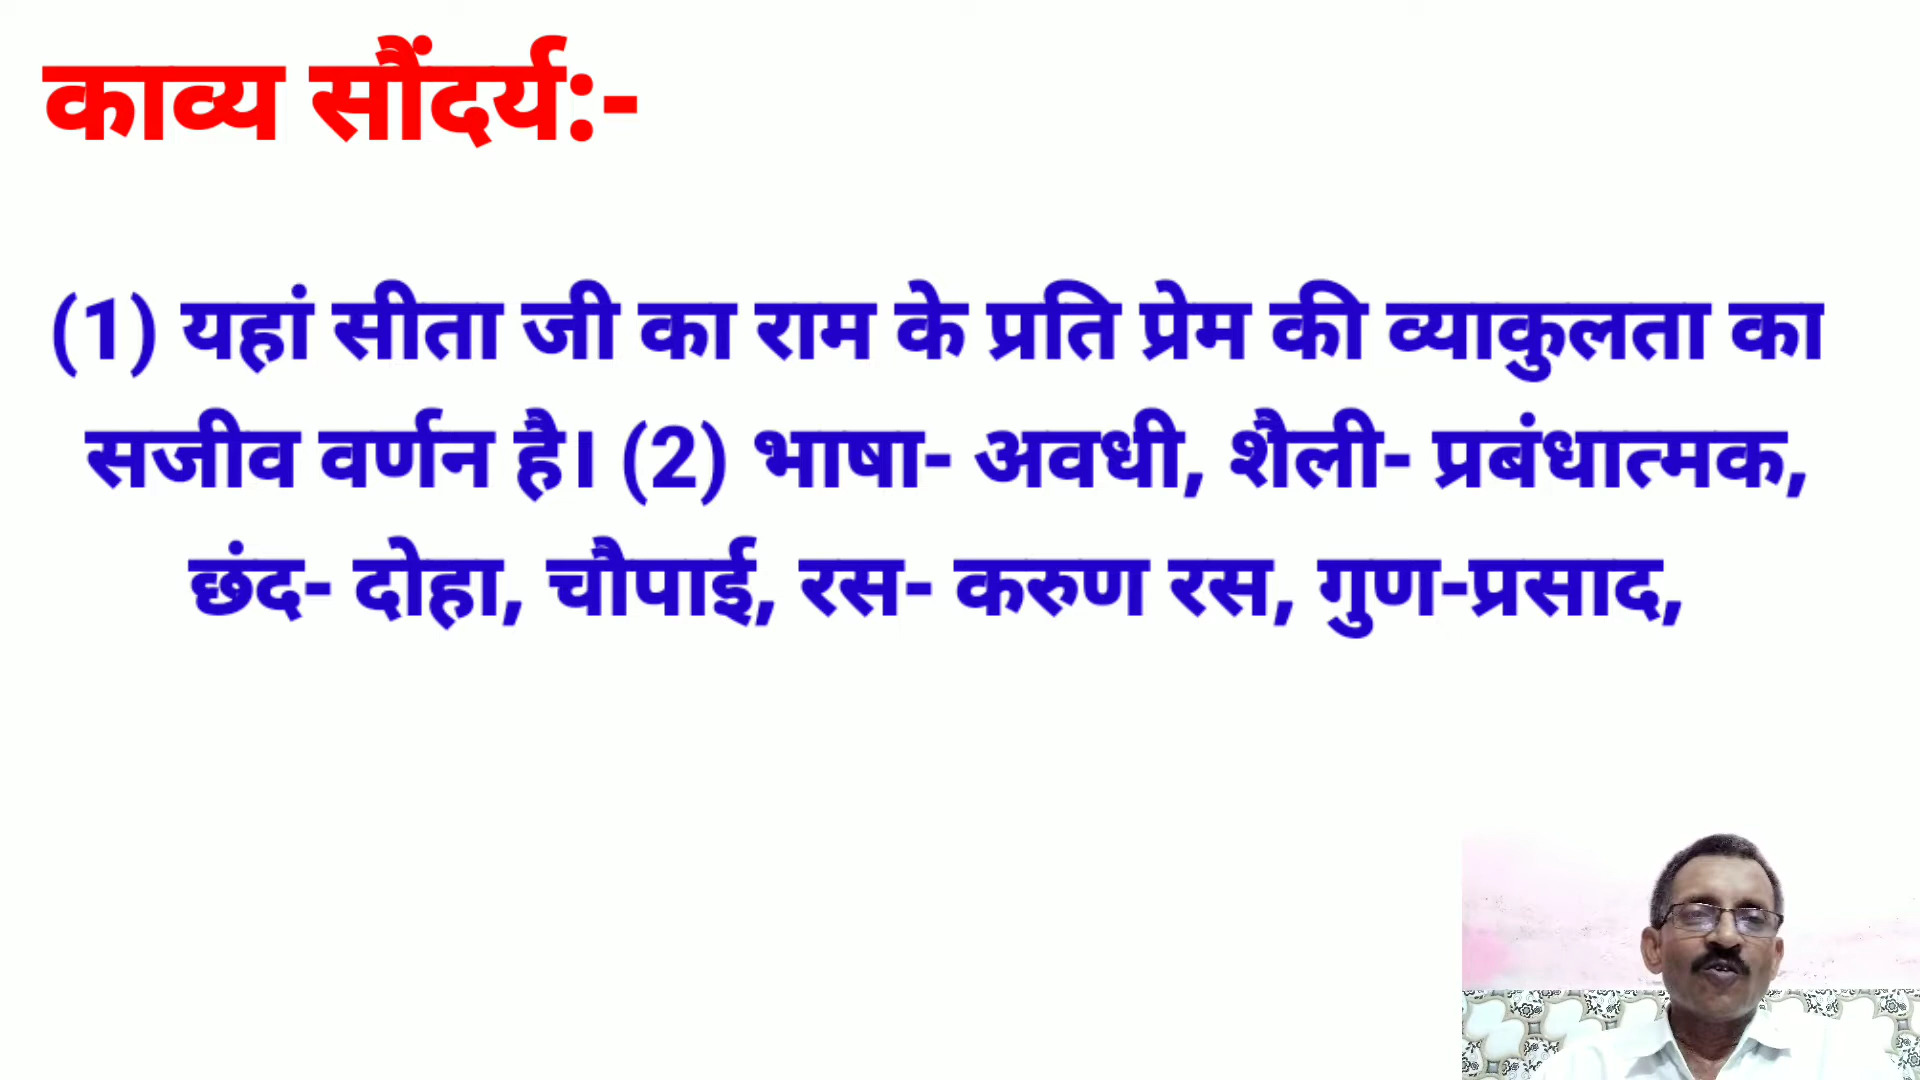 काव्य सौंदर्य:-
(1) यहां सीता जी का राम के प्रति प्रेम की व्याकुलता का
सजीव वर्णन है। (2) भाषा- अवधी, शैली- प्रबंधात्मक,
छंद- दोहा, चौपाई, रस- करुण रस, गुण-प्रसाद,